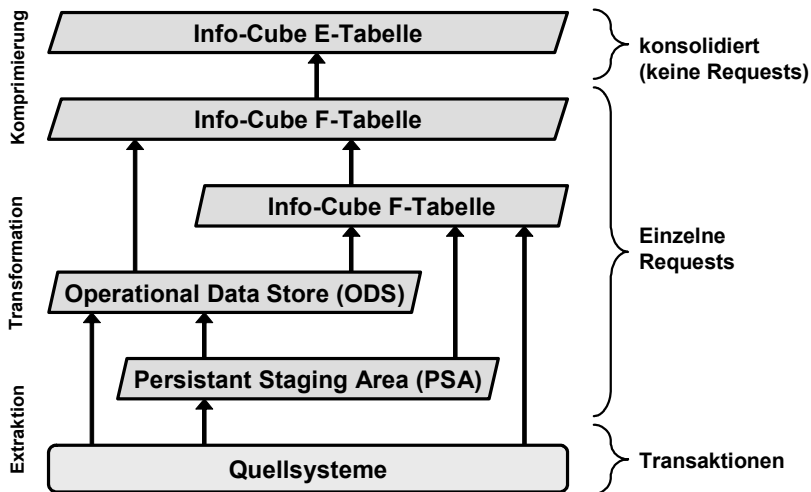 Komprimierung
Transformation
Extraktion
Info-Cube E-Tabelle
Info-Cube F-Tabelle
Info-Cube F-Tabelle
Operational Data Store (ODS)
Persistant Staging Area (PSA)
Quellsysteme
konsolidiert
(keine Requests)
Einzelne
Requests
Transaktionen